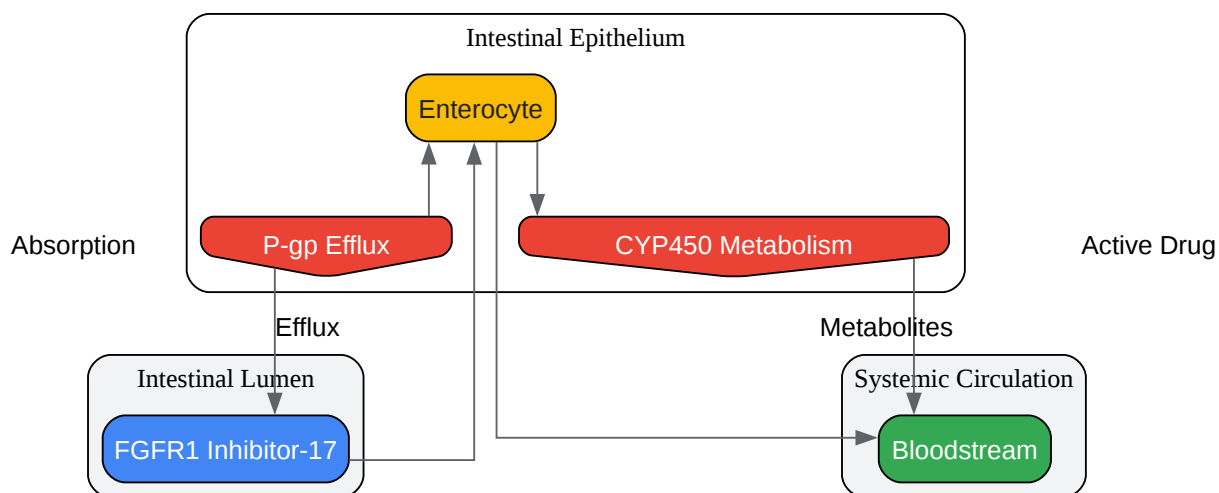 Intestinal Epithelium
Enterocyte
Absorption
P-gp Efflux
CYP450 Metabolism
Active Drug
Efflux
Metabolites
Intestinal Lumen
Systemic Circulation
FGFR1 Inhibitor-17
Bloodstream